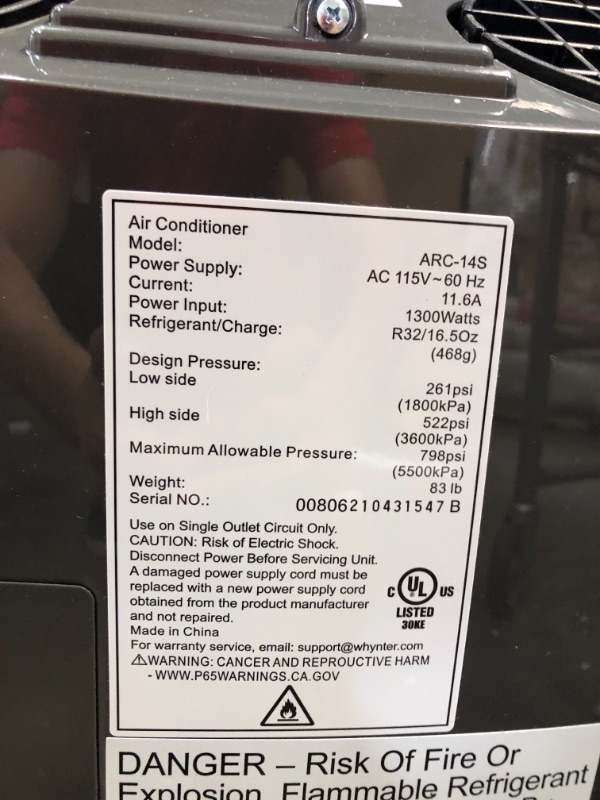 Air Conditioner
Model: ARC-14S
Power Supply: AC 115V~60 Hz
Current: 11.6A
Power Input: 1300Watts
Refrigerant/Charge: R32/16.5Oz
(468g)
Design Pressure:
Low side 261psi
(1800kPa)
High side 522psi
(3600kPa)
Maximum Allowable Pressure: 798psi
(5500kPa)
Weight: 83 lb
Serial NO.: 00806210431547 B
Use on Single Outlet Circuit Only.
CAUTION: Risk of Electric Shock.
Disconnect Power Before Servicing Unit.
A damaged power supply cord must be
replaced with a new power supply cord
obtained from the product manufacturer
and not repaired.
C UL US
LISTED
30KE
Made in China
For warranty service, email: support@whynter.com
⚠WARNING: CANCER AND REPROUCTIVE HARM
- WWW.P65WARNINGS.CA.GOV
DANGER – Risk Of Fire Or
Explosion. Flammable Refrigerant